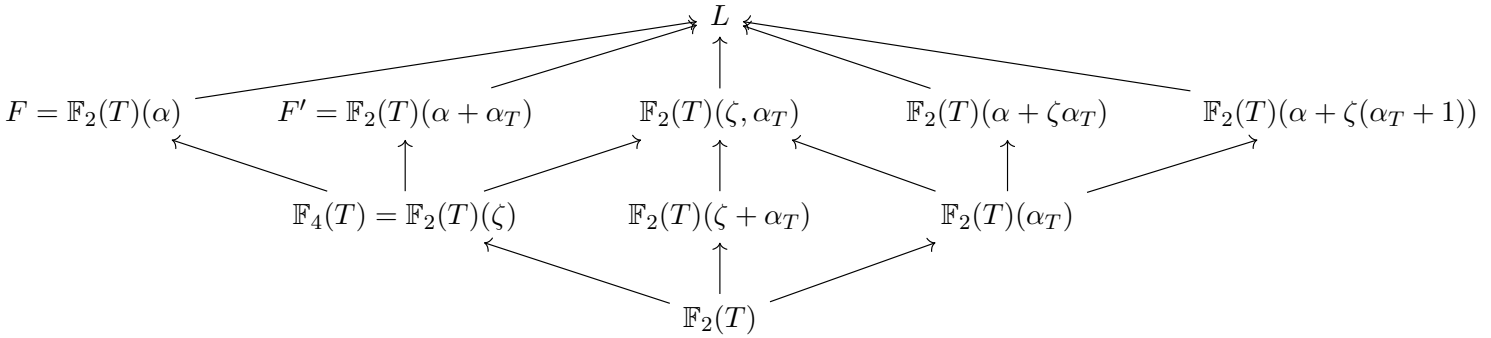 L
F = 𝔽₂(T)(α) F′ = 𝔽₂(T)(α + α_T) 𝔽₂(T)(ζ, α_T) 𝔽₂(T)(α + ζα_T) 𝔽₂(T)(α + ζ(α_T + 1))
𝔽₄(T) = 𝔽₂(T)(ζ) 𝔽₂(T)(ζ + α_T) 𝔽₂(T)(α_T)
𝔽₂(T)